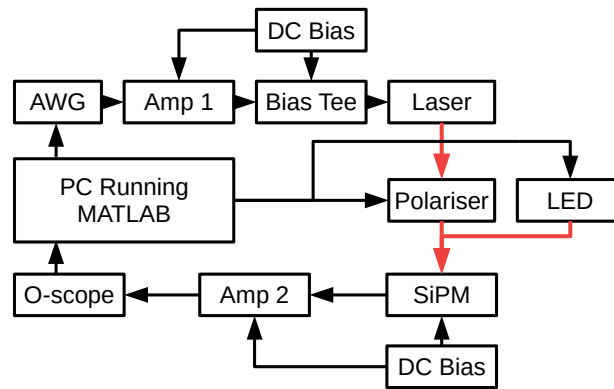 DC Bias
AWG
Amp 1
Bias Tee
Laser
PC Running
MATLAB
Polariser
LED
O-scope
Amp 2
SiPM
DC Bias